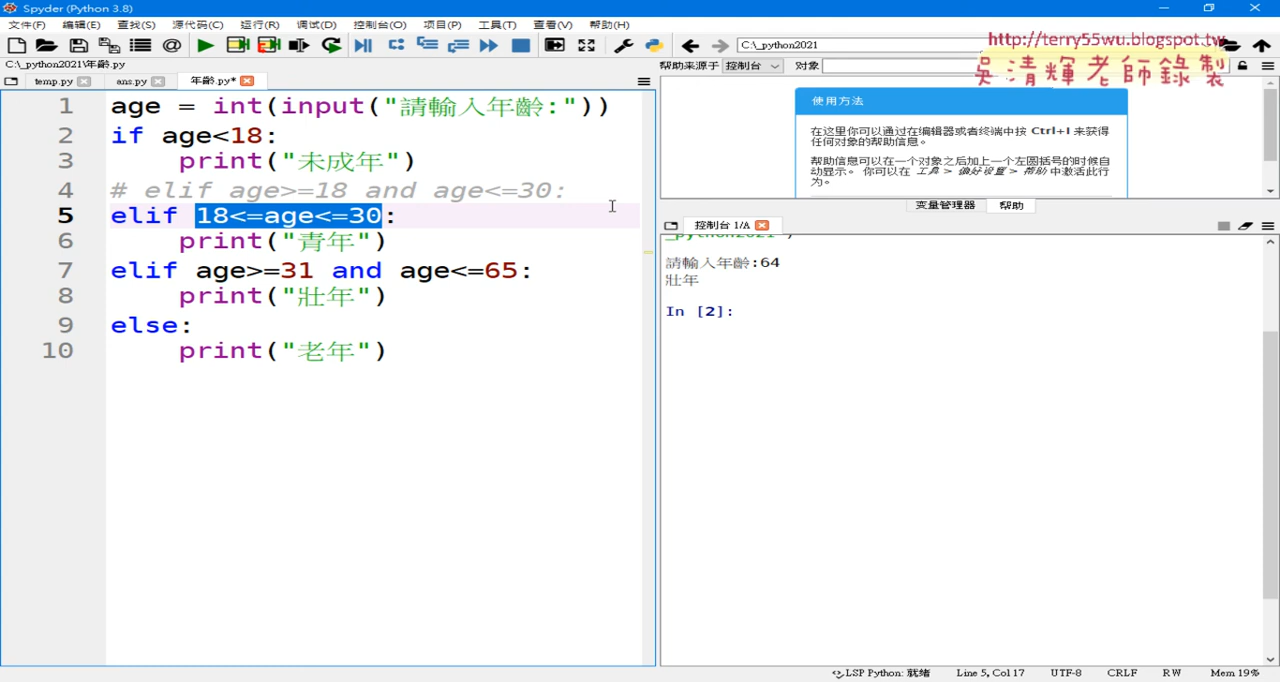 Spyder (Python 3.8)
文件(F) 编辑(E) 查找(S) 源代码(C) 运行(R) 调试(D) 控制台(O) 项目(P) 工具(T) 查看(V) 帮助(H)
C:\_python2021
http://terry55wu.blogspot.tw
吳清輝老師錄製
C:\_python2021\年齡.py
temp.py ans.py 年齡.py*
帮助来源于 控制台 对象
1 age = int(input("請輸入年齡:"))
2 if age<18:
3 print("未成年")
4 # elif age>=18 and age<=30:
5 elif 18<=age<=30:
6 print("青年")
7 elif age>=31 and age<=65:
8 print("壯年")
9 else:
10 print("老年")
使用方法
在这里你可以通过在编辑器或者终端中按 Ctrl+I 来获得
任何对象的帮助信息。
帮助信息可以在一个对象之后加上一个左圆括号的时候自
动显示。 你可以在 工具 > 偏好设置 > 帮助 中激活此行
为。
变量管理器 帮助
控制台 1/A
_python2021'
請輸入年齡:64
壯年
In [2]:
LSP Python: 就绪 Line 5, Col 17 UTF-8 CRLF RW Mem 19%